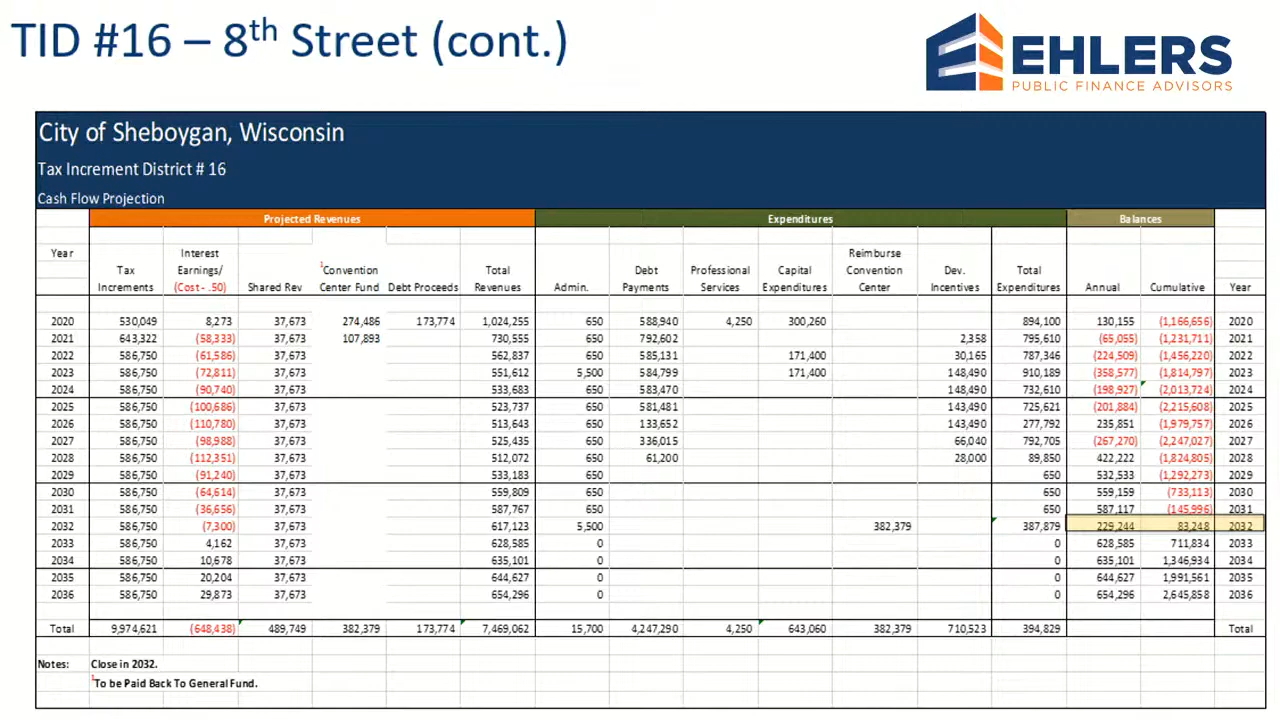 TID #16 – 8th Street (cont.)
EHLERS
PUBLIC FINANCE ADVISORS
City of Sheboygan, Wisconsin
Tax Increment District # 16
Cash Flow Projection
Projected Revenues Expenditures Balances
Year Interest Reimburse
Tax Earnings/ 1Convention Total Debt Professional Capital Convention Dev. Total
Increments (Cost - .50) Shared Rev Center Fund Debt Proceeds Revenues Admin. Payments Services Expenditures Center Incentives Expenditures Annual Cumulative Year
2020 530,049 8,273 37,673 274,486 173,774 1,024,255 650 588,940 4,250 300,260 894,100 130,155 (1,166,656) 2020
2021 643,322 (58,333) 37,673 107,893 730,555 650 792,602 2,358 795,610 (65,055) (1,231,711) 2021
2022 586,750 (61,586) 37,673 562,837 650 585,131 171,400 30,165 787,346 (224,509) (1,456,220) 2022
2023 586,750 (72,811) 37,673 551,612 5,500 584,799 171,400 148,490 910,189 (358,577) (1,814,797) 2023
2024 586,750 (90,740) 37,673 533,683 650 583,470 148,490 732,610 (198,927) (2,013,724) 2024
2025 586,750 (100,686) 37,673 523,737 650 581,481 143,490 725,621 (201,884) (2,215,608) 2025
2026 586,750 (110,780) 37,673 513,643 650 133,652 143,490 277,792 235,851 (1,979,757) 2026
2027 586,750 (98,988) 37,673 525,435 650 336,015 66,040 792,705 (267,270) (2,247,027) 2027
2028 586,750 (112,351) 37,673 512,072 650 61,200 28,000 89,850 422,222 (1,824,805) 2028
2029 586,750 (91,240) 37,673 533,183 650 650 532,533 (1,292,273) 2029
2030 586,750 (64,614) 37,673 559,809 650 650 559,159 (733,113) 2030
2031 586,750 (36,656) 37,673 587,767 650 650 587,117 (145,996) 2031
2032 586,750 (7,300) 37,673 617,123 5,500 382,379 387,879 229,244 83,248 2032
2033 586,750 4,162 37,673 628,585 0 0 628,585 711,834 2033
2034 586,750 10,678 37,673 635,101 0 0 635,101 1,346,934 2034
2035 586,750 20,204 37,673 644,627 0 0 644,627 1,991,561 2035
2036 586,750 29,873 37,673 654,296 0 0 654,296 2,645,858 2036
Total 9,974,621 (648,438) 489,749 382,379 173,774 7,469,062 15,700 4,247,290 4,250 643,060 382,379 710,523 394,829 Total
Notes: Close in 2032.
1To be Paid Back To General Fund.